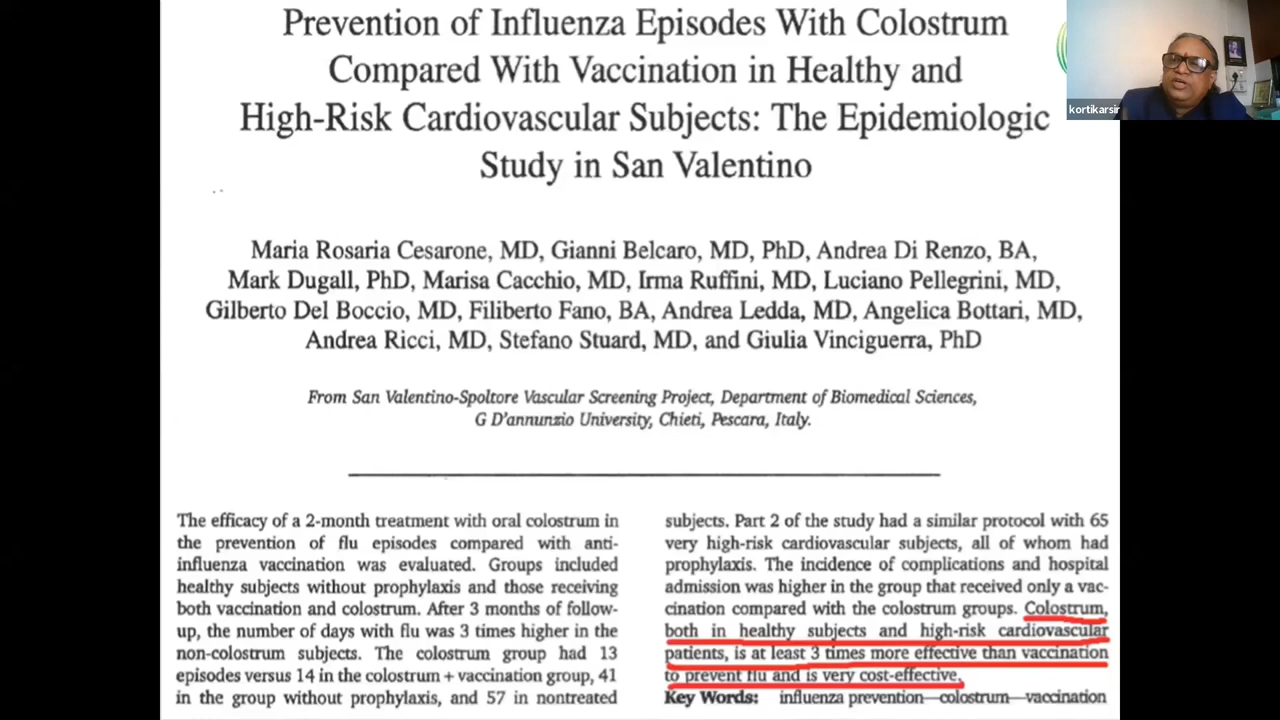 Prevention of Influenza Episodes With Colostrum
Compared With Vaccination in Healthy and
High-Risk Cardiovascular Subjects: The Epidemiologic
Study in San Valentino
kortikarsir
Maria Rosaria Cesarone, MD, Gianni Belcaro, MD, PhD, Andrea Di Renzo, BA,
Mark Dugall, PhD, Marisa Cacchio, MD, Irma Ruffini, MD, Luciano Pellegrini, MD,
Gilberto Del Boccio, MD, Filiberto Fano, BA, Andrea Ledda, MD, Angelica Bottari, MD,
Andrea Ricci, MD, Stefano Stuard, MD, and Giulia Vinciguerra, PhD
From San Valentino-Spoltore Vascular Screening Project, Department of Biomedical Sciences,
G D'annunzio University, Chieti, Pescara, Italy.
The efficacy of a 2-month treatment with oral colostrum in
the prevention of flu episodes compared with anti-
influenza vaccination was evaluated. Groups included
healthy subjects without prophylaxis and those receiving
both vaccination and colostrum. After 3 months of follow-
up, the number of days with flu was 3 times higher in the
non-colostrum subjects. The colostrum group had 13
episodes versus 14 in the colostrum + vaccination group, 41
in the group without prophylaxis, and 57 in nontreated
subjects. Part 2 of the study had a similar protocol with 65
very high-risk cardiovascular subjects, all of whom had
prophylaxis. The incidence of complications and hospital
admission was higher in the group that received only a vac-
cination compared with the colostrum groups. Colostrum,
both in healthy subjects and high-risk cardiovascular
patients, is at least 3 times more effective than vaccination
to prevent flu and is very cost-effective.
Key Words: influenza prevention—colostrum—vaccination